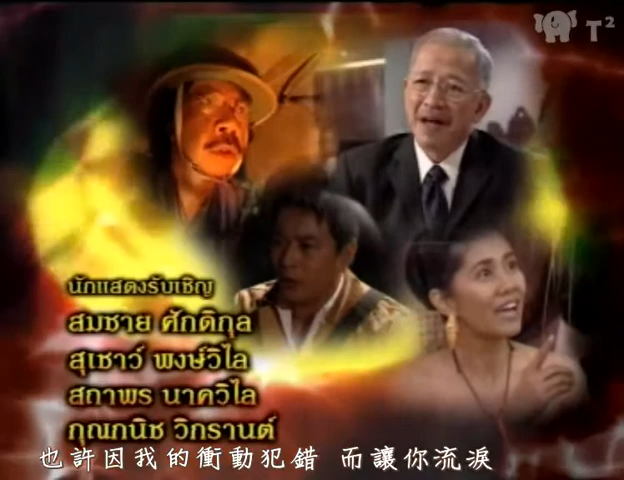 T²
นักแสดงรับเชิญ
สมชาย ศักดิกุล
สุเชาว์ พงษ์วิไล
สถาพร นาควิไล
กุณกนิช วิกรานต์
也許因我的衝動犯錯 而讓你流淚